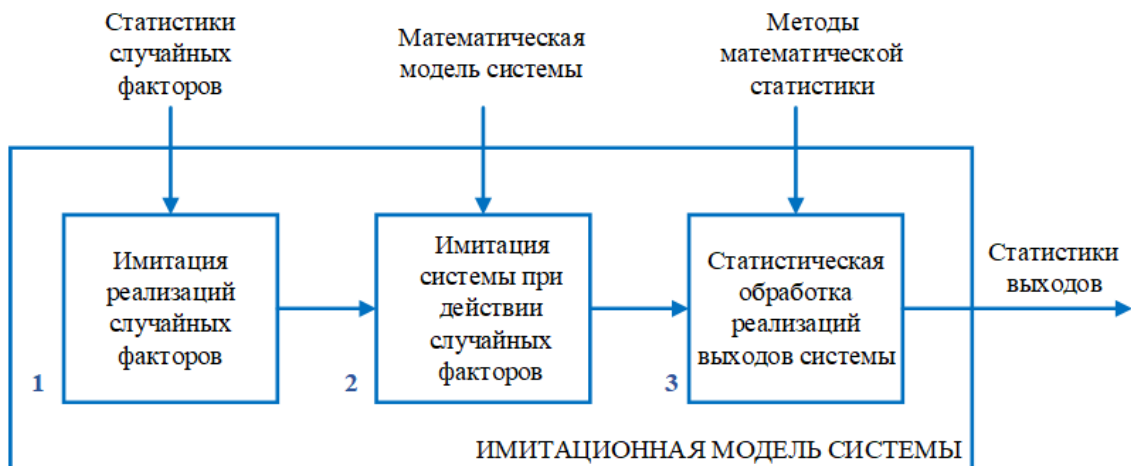 Статистики
случайных
факторов
Математическая
модель системы
Методы
математической
статистики
Имитация
реализаций
случайных
факторов
1
Имитация
системы при
действии
случайных
факторов
2
Статистическая
обработка
реализаций
выходов системы
3
Статистики
выходов
ИМИТАЦИОННАЯ МОДЕЛЬ СИСТЕМЫ